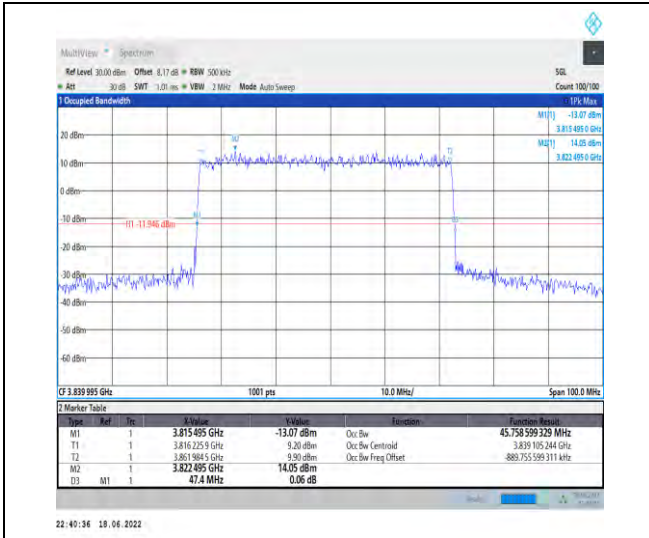 MultiView Spectrum
Ref Level 30.00 dBm Offset 8.17 dB RBW 500 kHz SGL
Att 30 dB SWT 1.01 ms VBW 2 MHz Mode Auto Sweep Count 100/100
1 Occupied Bandwidth 1Pk Max
M1[1] -13.07 dBm
3.815 495 0 GHz
M2[1] 14.05 dBm
3.822 495 0 GHz
20 dBm
M2
T2
10 dBm
0 dBm
-10 dBm
M1
H1 -11.946 dBm
-20 dBm
-30 dBm
-40 dBm
-50 dBm
-60 dBm
CF 3.839 995 GHz 1001 pts 10.0 MHz/ Span 100.0 MHz
2 Marker Table
Type Ref Trc X-Value Y-Value Function Function Result
M1 1 3.815 495 GHz -13.07 dBm Occ Bw 45.758 599 329 MHz
T1 1 3.816 225 9 GHz 9.20 dBm Occ Bw Centroid 3.839 105 244 GHz
T2 1 3.861 984 5 GHz 9.90 dBm Occ Bw Freq Offset -889.755 599 311 kHz
M2 1 3.822 495 GHz 14.05 dBm
D3 M1 1 47.4 MHz 0.06 dB
22:40:36 18.06.2022